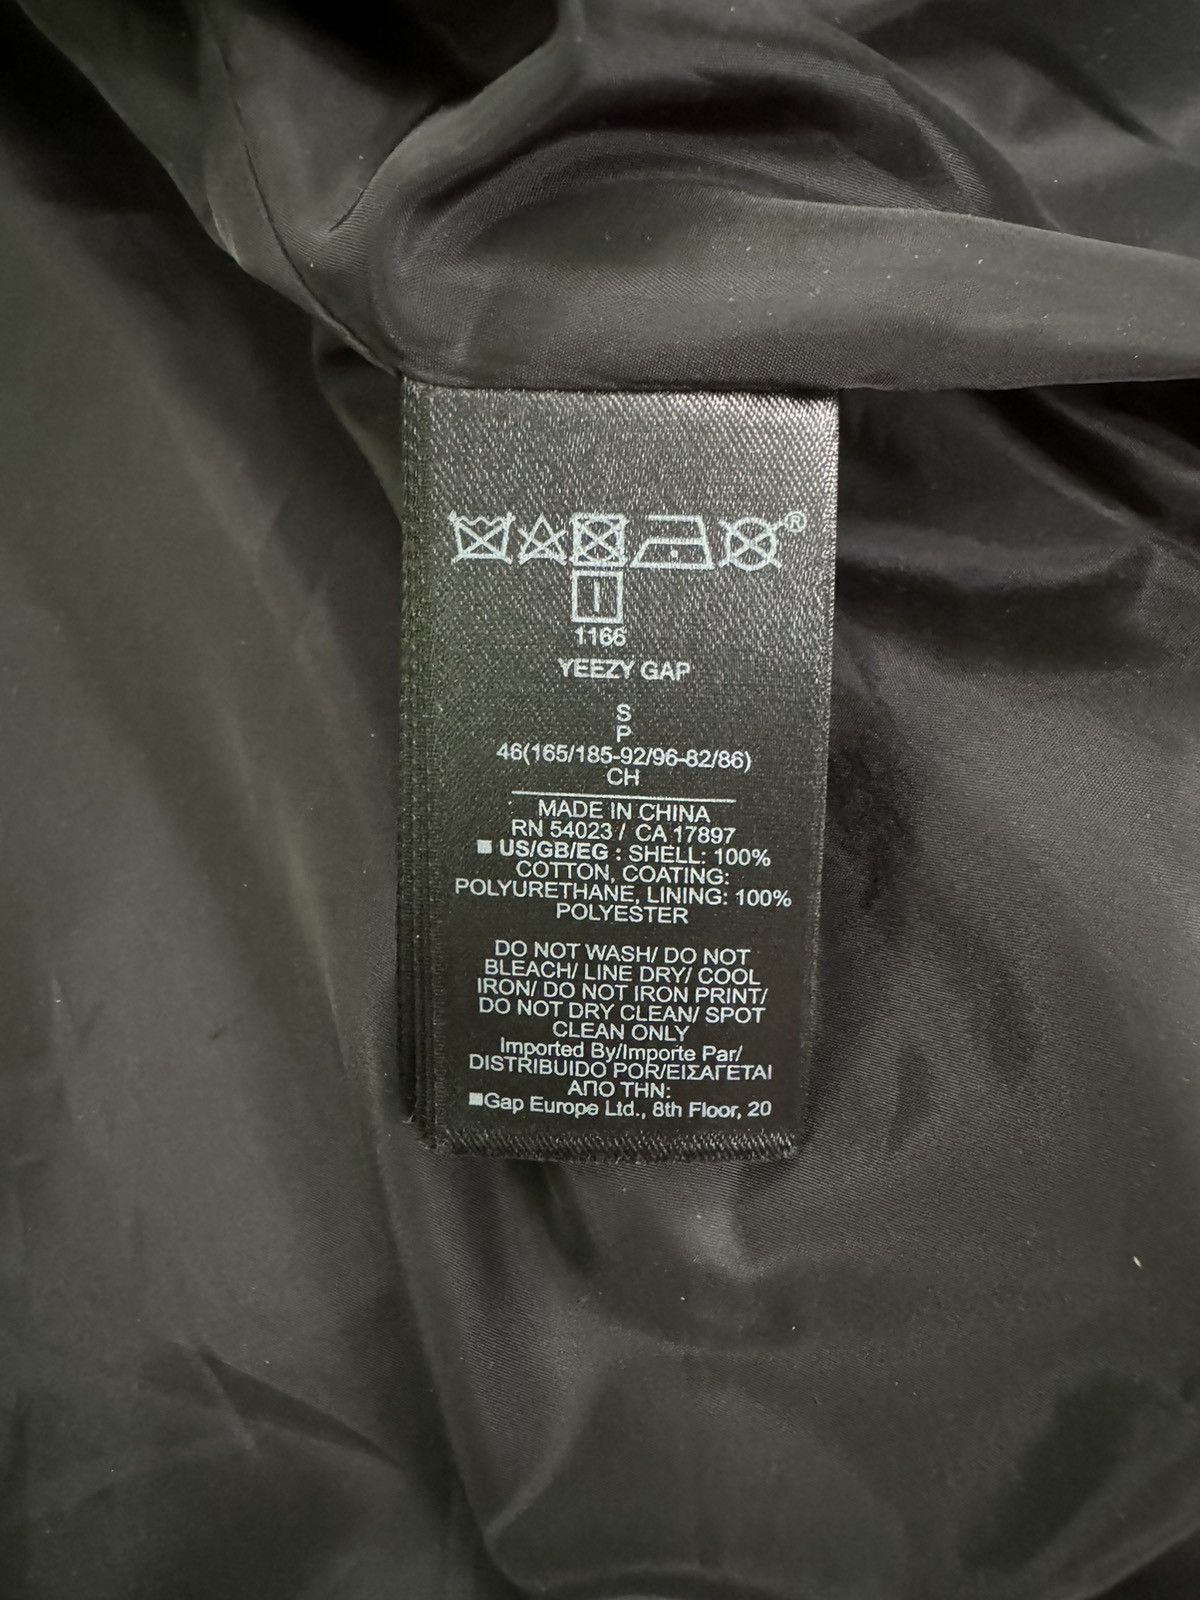 ®
1166
YEEZY GAP
S
P
46(165/185-92/96-82/86)
CH
MADE IN CHINA
RN 54023 / CA 17897
US/GB/EG : SHELL: 100%
COTTON, COATING:
POLYURETHANE, LINING: 100%
POLYESTER
DO NOT WASH/ DO NOT
BLEACH/ LINE DRY/ COOL
IRON/ DO NOT IRON PRINT/
DO NOT DRY CLEAN/ SPOT
CLEAN ONLY
Imported By/Importe Par/
DISTRIBUIDO POR/ΕΙΣΑΓΕΤΑΙ
ΑΠΟ ΤΗΝ:
Gap Europe Ltd., 8th Floor, 20